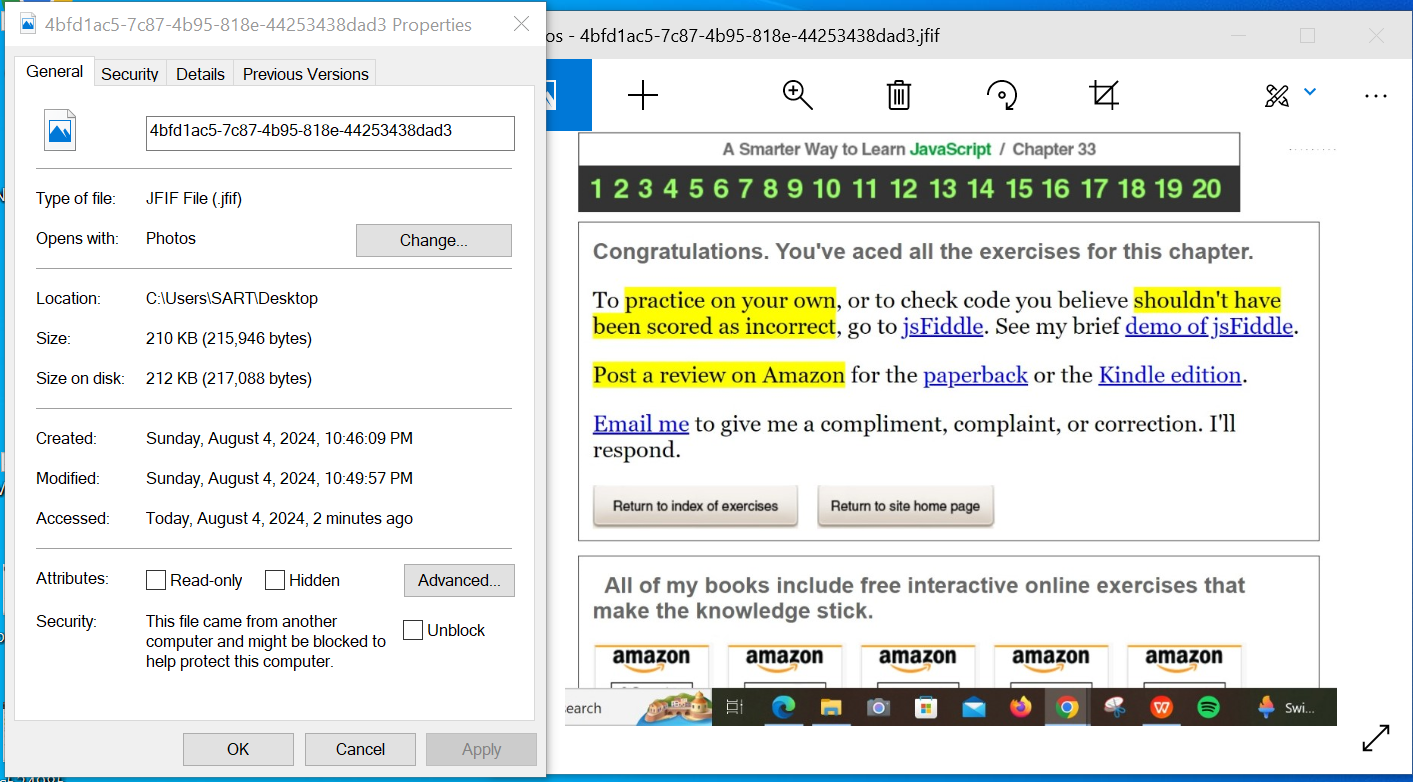 4bfd1ac5-7c87-4b95-818e-44253438dad3 Properties
General Security Details Previous Versions
4bfd1ac5-7c87-4b95-818e-44253438dad3
Type of file: JFIF File (.jfif)
Opens with: Photos Change...
Location: C:\Users\SART\Desktop
Size: 210 KB (215,946 bytes)
Size on disk: 212 KB (217,088 bytes)
Created: Sunday, August 4, 2024, 10:46:09 PM
Modified: Sunday, August 4, 2024, 10:49:57 PM
Accessed: Today, August 4, 2024, 2 minutes ago
Attributes: Read-only Hidden Advanced...
Security: This file came from another
computer and might be blocked to
help protect this computer.
Unblock
OK Cancel Apply
os - 4bfd1ac5-7c87-4b95-818e-44253438dad3.jfif
A Smarter Way to Learn JavaScript / Chapter 33
1 2 3 4 5 6 7 8 9 10 11 12 13 14 15 16 17 18 19 20
Congratulations. You've aced all the exercises for this chapter.
To practice on your own, or to check code you believe shouldn't have
been scored as incorrect, go to jsFiddle. See my brief demo of jsFiddle.
Post a review on Amazon for the paperback or the Kindle edition.
Email me to give me a compliment, complaint, or correction. I'll
respond.
Return to index of exercises Return to site home page
All of my books include free interactive online exercises that
make the knowledge stick.
amazon amazon amazon amazon amazon
earch Swi...